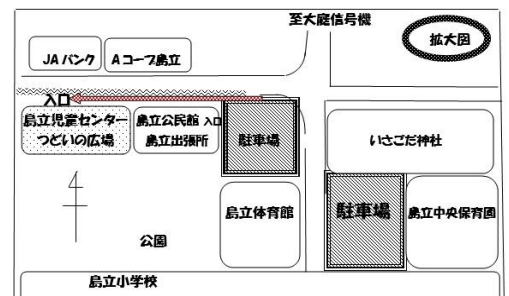 至大庭信号機
拡大図
JAバンク
Aコープ島立
入口
島立児童センター
つどいの広場
島立公民館 入口
島立出張所
駐車場
いさごだ神社
島立体育館
駐車場
島立中央保育園
公園
島立小学校